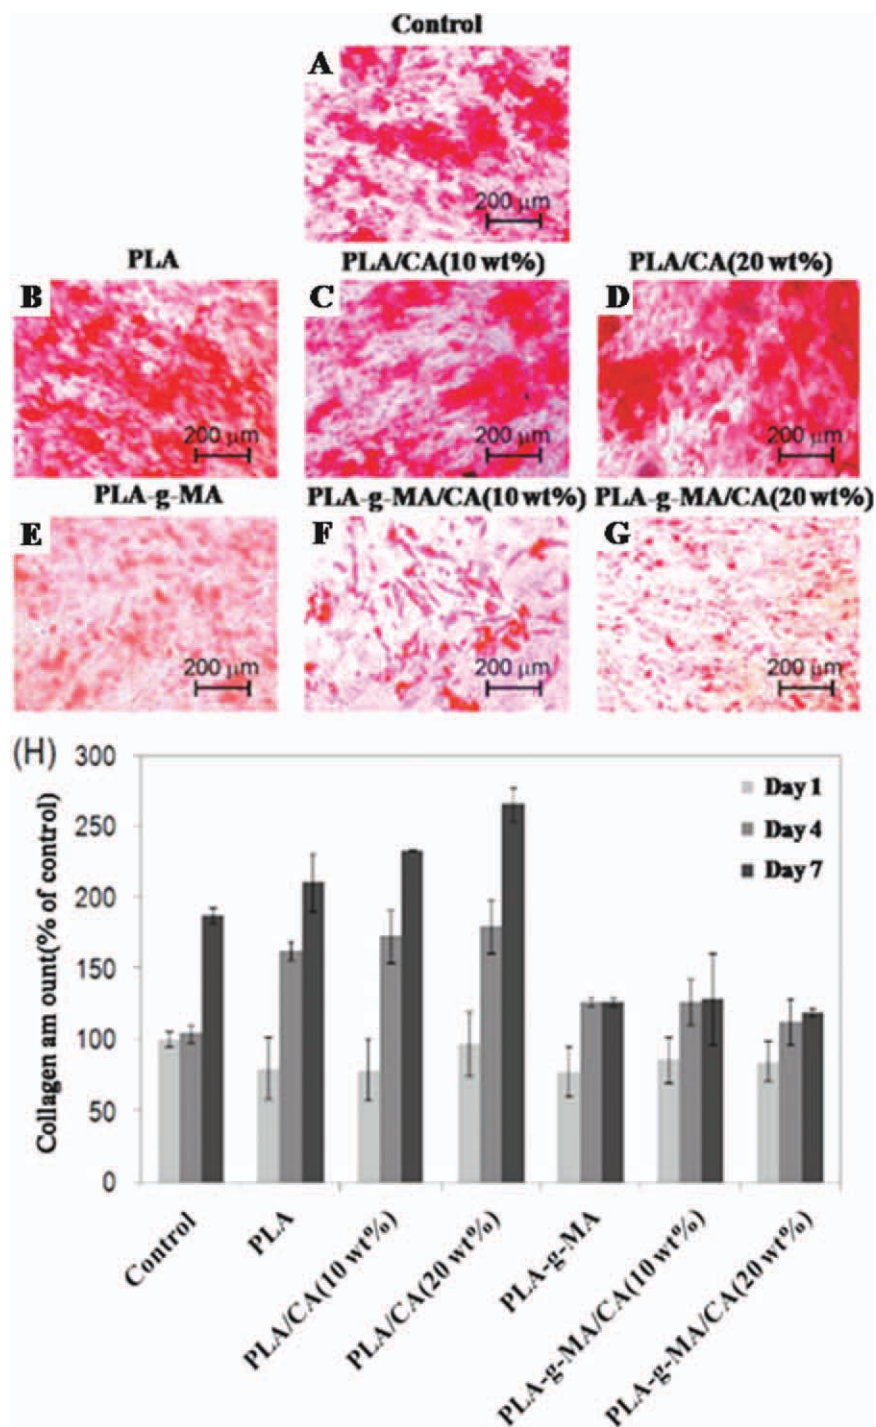 Control
A
200 μm
PLA
PLA/CA(10 wt%)
PLA/CA(20 wt%)
B
C
D
200 μm
200 μm
200 μm
PLA-g-MA
PLA-g-MA/CA(10 wt%)
PLA-g-MA/CA(20 wt%)
E
F
G
200 μm
200 μm
200 μm
(H)
Collagen am ount(% of control)
300
250
200
150
100
50
0
Day 1
Day 4
Day 7
Control
PLA
PLA/CA(10 wt%)
PLA/CA(20 wt%)
PLA-g-MA
PLA-g-MA/CA(10 wt%)
PLA-g-MA/CA(20 wt%)